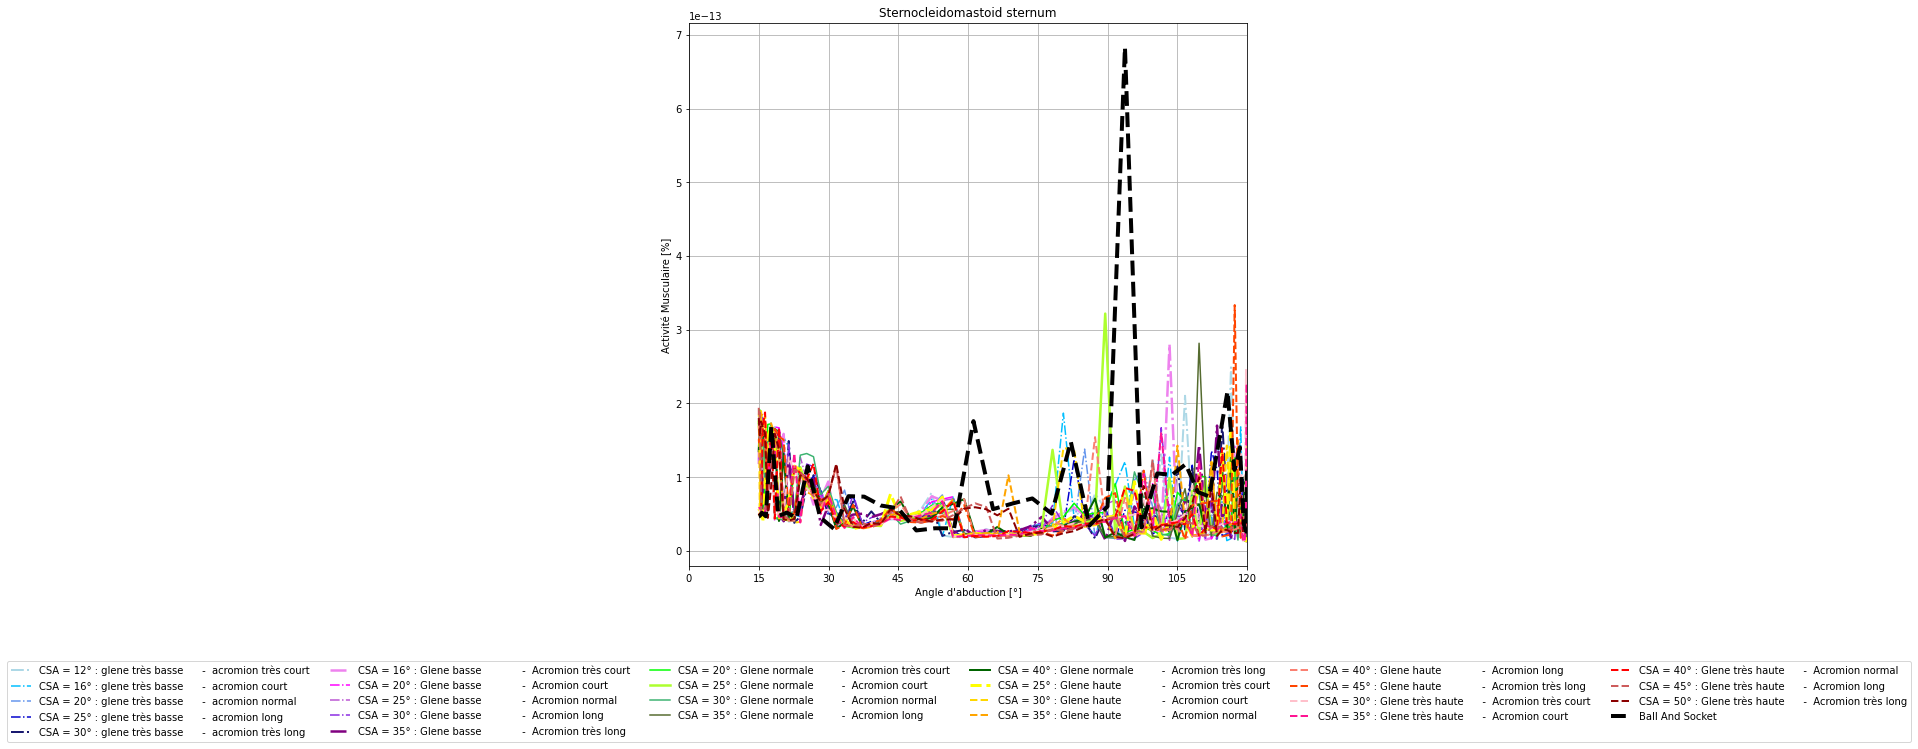 Sternocleidomastoid sternum
1e−13
7
6
5
4
3
2
1
0
Activité Musculaire [%]
0 15 30 45 60 75 90 105 120
Angle d'abduction [°]
CSA = 12° : glene très basse - acromion très court
CSA = 16° : glene très basse - acromion court
CSA = 20° : glene très basse - acromion normal
CSA = 25° : glene très basse - acromion long
CSA = 30° : glene très basse - acromion très long
CSA = 16° : Glene basse - Acromion très court
CSA = 20° : Glene basse - Acromion court
CSA = 25° : Glene basse - Acromion normal
CSA = 30° : Glene basse - Acromion long
CSA = 35° : Glene basse - Acromion très long
CSA = 20° : Glene normale - Acromion très court
CSA = 25° : Glene normale - Acromion court
CSA = 30° : Glene normale - Acromion normal
CSA = 35° : Glene normale - Acromion long
CSA = 40° : Glene normale - Acromion très long
CSA = 25° : Glene haute - Acromion très court
CSA = 30° : Glene haute - Acromion court
CSA = 35° : Glene haute - Acromion normal
CSA = 40° : Glene haute - Acromion long
CSA = 45° : Glene haute - Acromion très long
CSA = 30° : Glene très haute - Acromion très court
CSA = 35° : Glene très haute - Acromion court
CSA = 40° : Glene très haute - Acromion normal
CSA = 45° : Glene très haute - Acromion long
CSA = 50° : Glene très haute - Acromion très long
Ball And Socket